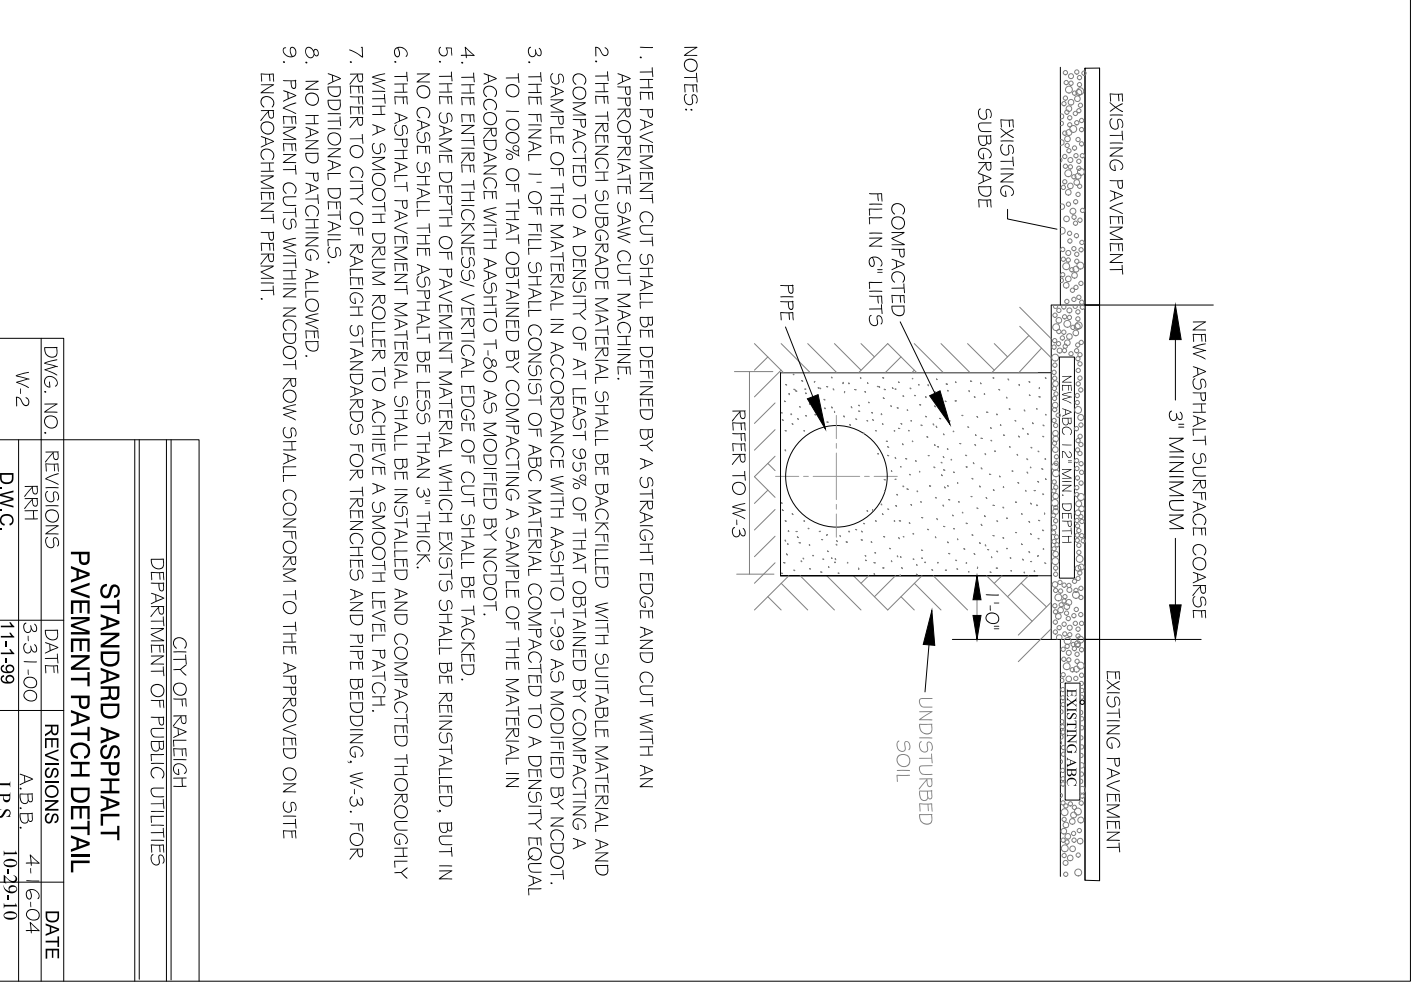 EXISTING PAVEMENT
NEW ASPHALT SURFACE COARSE
3" MINIMUM
EXISTING PAVEMENT
EXISTING
SUBGRADE
NEW ABC 12" MIN. DEPTH
EXISTING ABC
COMPACTED
FILL IN 6" LIFTS
1'-0"
UNDISTURBED
SOIL
PIPE
REFER TO W-3
NOTES:
1. THE PAVEMENT CUT SHALL BE DEFINED BY A STRAIGHT EDGE AND CUT WITH AN
APPROPRIATE SAW CUT MACHINE.
2. THE TRENCH SUBGRADE MATERIAL SHALL BE BACKFILLED WITH SUITABLE MATERIAL AND
COMPACTED TO A DENSITY OF AT LEAST 95% OF THAT OBTAINED BY COMPACTING A
SAMPLE OF THE MATERIAL IN ACCORDANCE WITH AASHTO T-99 AS MODIFIED BY NCDOT.
3. THE FINAL 1' OF FILL SHALL CONSIST OF ABC MATERIAL COMPACTED TO A DENSITY EQUAL
TO 100% OF THAT OBTAINED BY COMPACTING A SAMPLE OF THE MATERIAL IN
ACCORDANCE WITH AASHTO T-80 AS MODIFIED BY NCDOT.
4. THE ENTIRE THICKNESS/ VERTICAL EDGE OF CUT SHALL BE TACKED.
5. THE SAME DEPTH OF PAVEMENT MATERIAL WHICH EXISTS SHALL BE REINSTALLED, BUT IN
NO CASE SHALL THE ASPHALT BE LESS THAN 3" THICK.
6. THE ASPHALT PAVEMENT MATERIAL SHALL BE INSTALLED AND COMPACTED THOROUGHLY
WITH A SMOOTH DRUM ROLLER TO ACHIEVE A SMOOTH LEVEL PATCH.
7. REFER TO CITY OF RALEIGH STANDARDS FOR TRENCHES AND PIPE BEDDING, W-3. FOR
ADDITIONAL DETAILS.
8. NO HAND PATCHING ALLOWED.
9. PAVEMENT CUTS WITHIN NCDOT ROW SHALL CONFORM TO THE APPROVED ON SITE
ENCROACHMENT PERMIT.
CITY OF RALEIGH
DEPARTMENT OF PUBLIC UTILITIES
STANDARD ASPHALT
PAVEMENT PATCH DETAIL
DWG. NO. REVISIONS DATE REVISIONS DATE
W-2 RRH 3-31-00 A.B.B. 4-16-04
D.W.C. 11-1-99 J.P.S 10-29-10